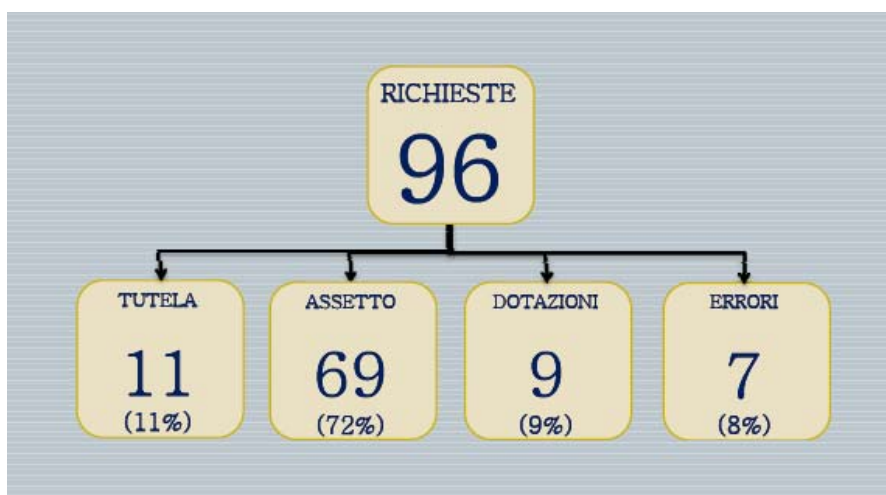 RICHIESTE
96
TUTELA
11
(11%)
ASSETTO
69
(72%)
DOTAZIONI
9
(9%)
ERRORI
7
(8%)